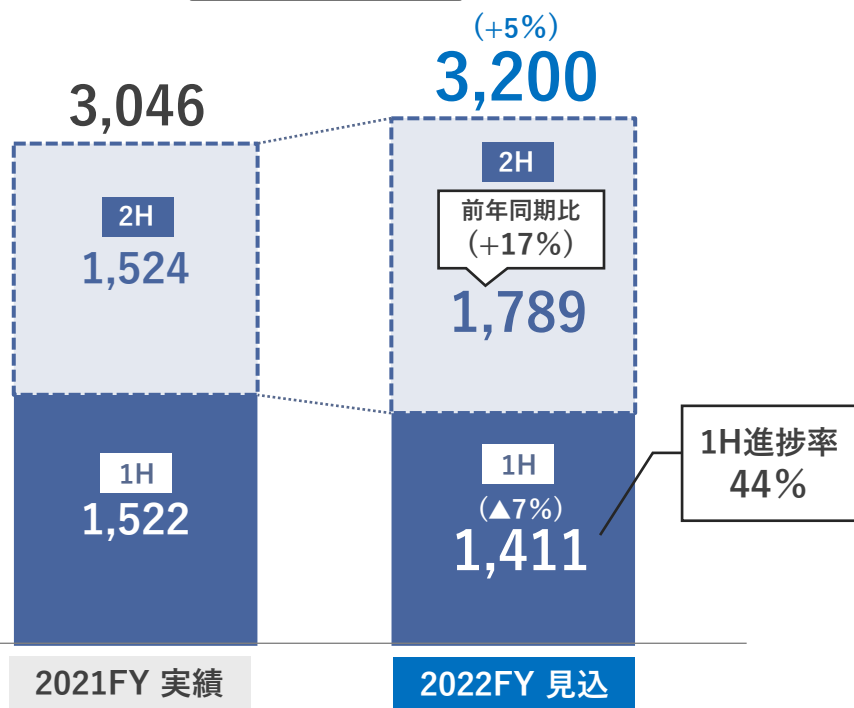 3,046
2H
1,524
1H
1,522
2021FY 実績
(+5%)
3,200
2H
前年同期比
(+17%)
1,789
1H
(▲7%)
1,411
2022FY 見込
1H進捗率
44%